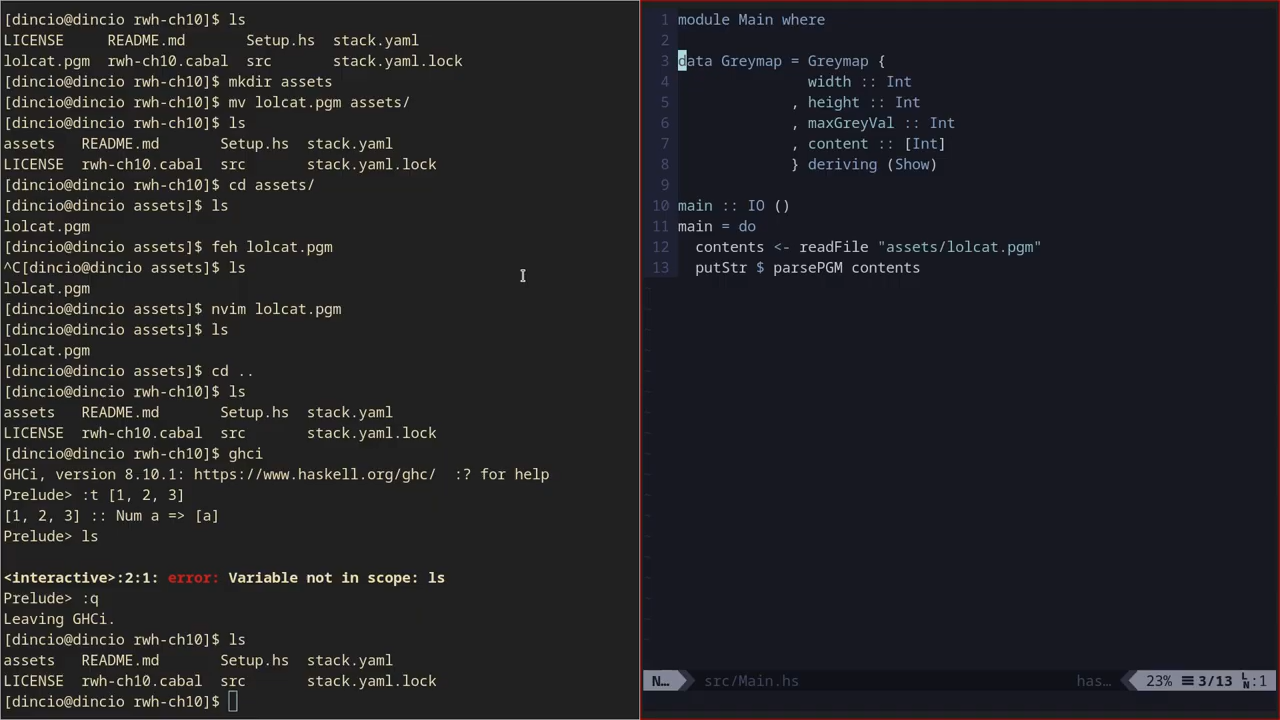 [dincio@dincio rwh-ch10]$ ls
LICENSE     README.md       Setup.hs  stack.yaml
lolcat.pgm  rwh-ch10.cabal  src       stack.yaml.lock
[dincio@dincio rwh-ch10]$ mkdir assets
[dincio@dincio rwh-ch10]$ mv lolcat.pgm assets/
[dincio@dincio rwh-ch10]$ ls
assets   README.md       Setup.hs  stack.yaml
LICENSE  rwh-ch10.cabal  src       stack.yaml.lock
[dincio@dincio rwh-ch10]$ cd assets/
[dincio@dincio assets]$ ls
lolcat.pgm
[dincio@dincio assets]$ feh lolcat.pgm
^C[dincio@dincio assets]$ ls
lolcat.pgm
[dincio@dincio assets]$ nvim lolcat.pgm
[dincio@dincio assets]$ ls
lolcat.pgm
[dincio@dincio assets]$ cd ..
[dincio@dincio rwh-ch10]$ ls
assets   README.md       Setup.hs  stack.yaml
LICENSE  rwh-ch10.cabal  src       stack.yaml.lock
[dincio@dincio rwh-ch10]$ ghci
GHCi, version 8.10.1: https://www.haskell.org/ghc/  :? for help
Prelude> :t [1, 2, 3]
[1, 2, 3] :: Num a => [a]
Prelude> ls
<interactive>:2:1: error: Variable not in scope: ls
Prelude> :q
Leaving GHCi.
[dincio@dincio rwh-ch10]$ ls
assets   README.md       Setup.hs  stack.yaml
LICENSE  rwh-ch10.cabal  src       stack.yaml.lock
[dincio@dincio rwh-ch10]$
1 module Main where
2
3 data Greymap = Greymap {
4                width :: Int
5              , height :: Int
6              , maxGreyVal :: Int
7              , content :: [Int]
8              } deriving (Show)
9
10 main :: IO ()
11 main = do
12   contents <- readFile "assets/lolcat.pgm"
13   putStr $ parsePGM contents
N… src/Main.hs has… 23% ☰ 3/13 LN:1